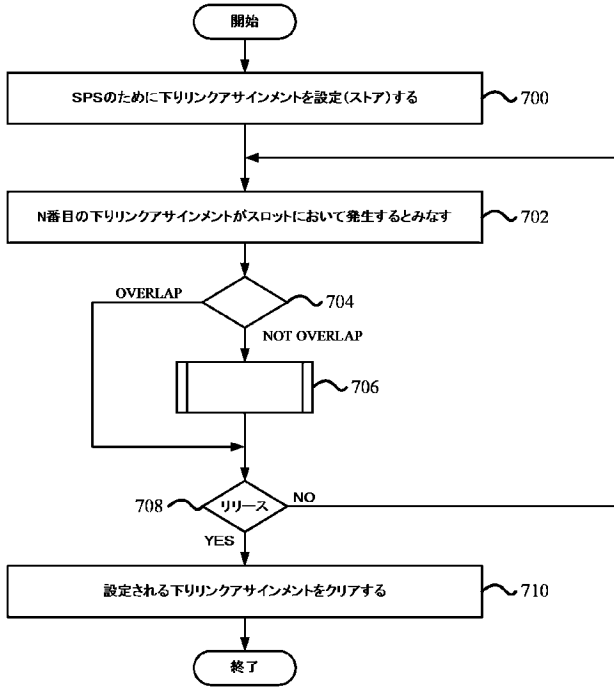 開始
SPSのために下りリンクアサインメントを設定(ストア)する
700
N番目の下りリンクアサインメントがスロットにおいて発生するとみなす
702
OVERLAP
704
NOT OVERLAP
706
708
リリース
NO
YES
設定される下りリンクアサインメントをクリアする
710
終了